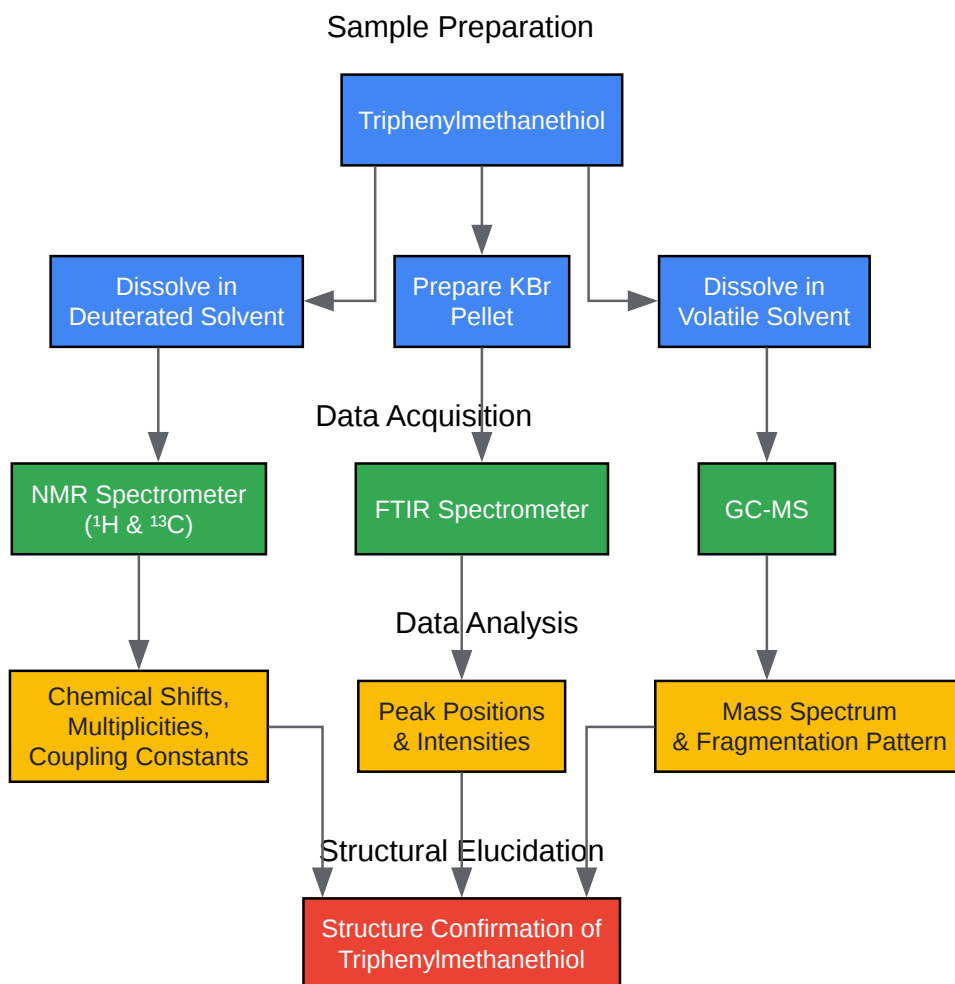 Sample Preparation
Triphenylmethanethiol
Dissolve in
Deuterated Solvent
Prepare KBr
Pellet
Dissolve in
Volatile Solvent
Data Acquisition
NMR Spectrometer
(¹H & ¹³C)
FTIR Spectrometer
GC-MS
Data Analysis
Chemical Shifts,
Multiplicities,
Coupling Constants
Peak Positions
& Intensities
Mass Spectrum
& Fragmentation Pattern
Structural Elucidation
Structure Confirmation of
Triphenylmethanethiol